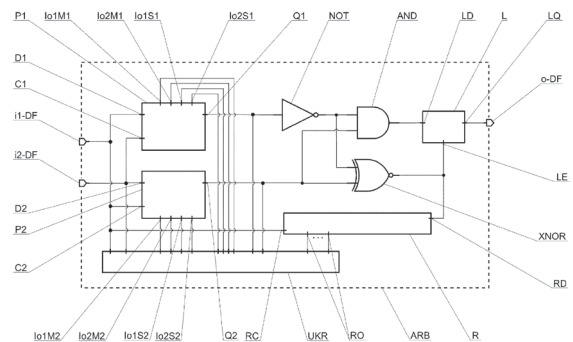 P1 Io1M1 Io2M1 Io1S1 Io2S1 Q1 NOT AND LD L LQ
D1
o-DF
C1
i1-DF
i2-DF
LE
D2
P2
XNOR
C2
RD
Io1M2 Io2M2 Io1S2 Io2S2 Q2 RC UKR RO ARB R